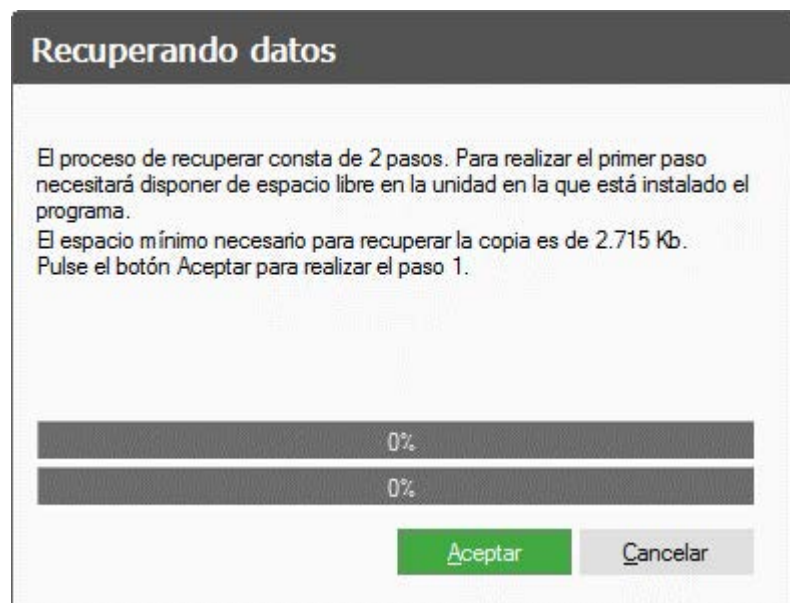 Recuperando datos
El proceso de recuperar consta de 2 pasos. Para realizar el primer paso
necesitará disponer de espacio libre en la unidad en la que está instalado el
programa.
El espacio mínimo necesario para recuperar la copia es de 2.715 Kb.
Pulse el botón Aceptar para realizar el paso 1.
0%
0%
Aceptar Cancelar